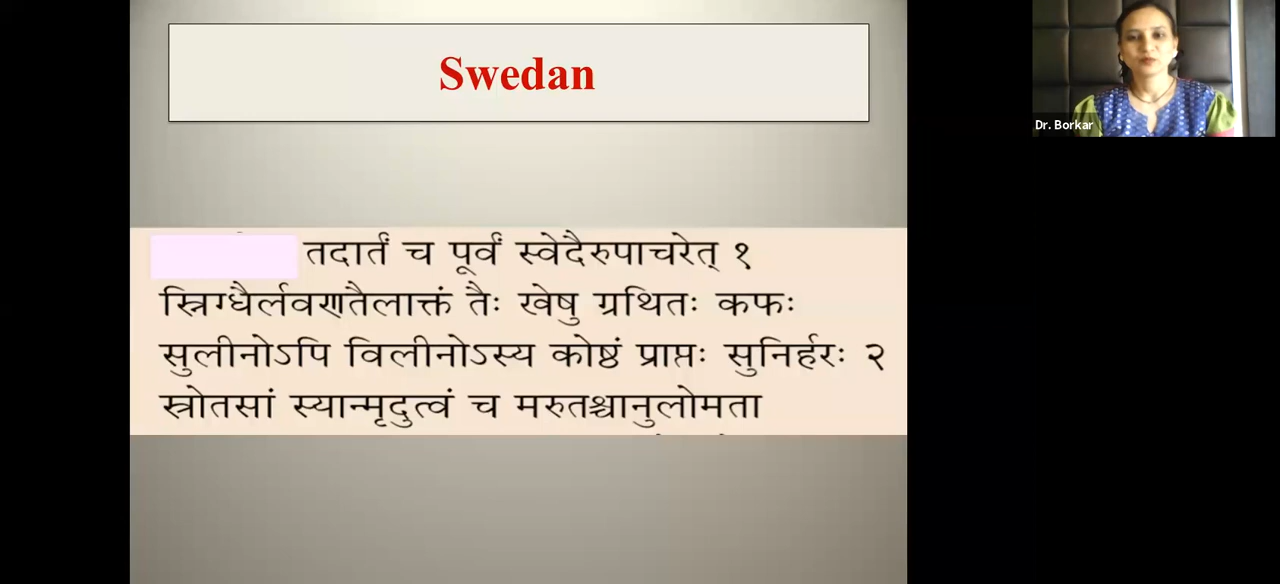 Swedan
Dr. Borkar
तदार्तं च पूर्वं स्वेदैरुपाचरेत् १
स्निग्धैर्लवणतैलाक्तं तैः खेषु ग्रथितः कफः
सुलीनोऽपि विलीनोऽस्य कोष्ठं प्राप्तः सुनिर्हरः २
स्रोतसां स्यान्मृदुत्वं च मरुतश्चानुलोमता